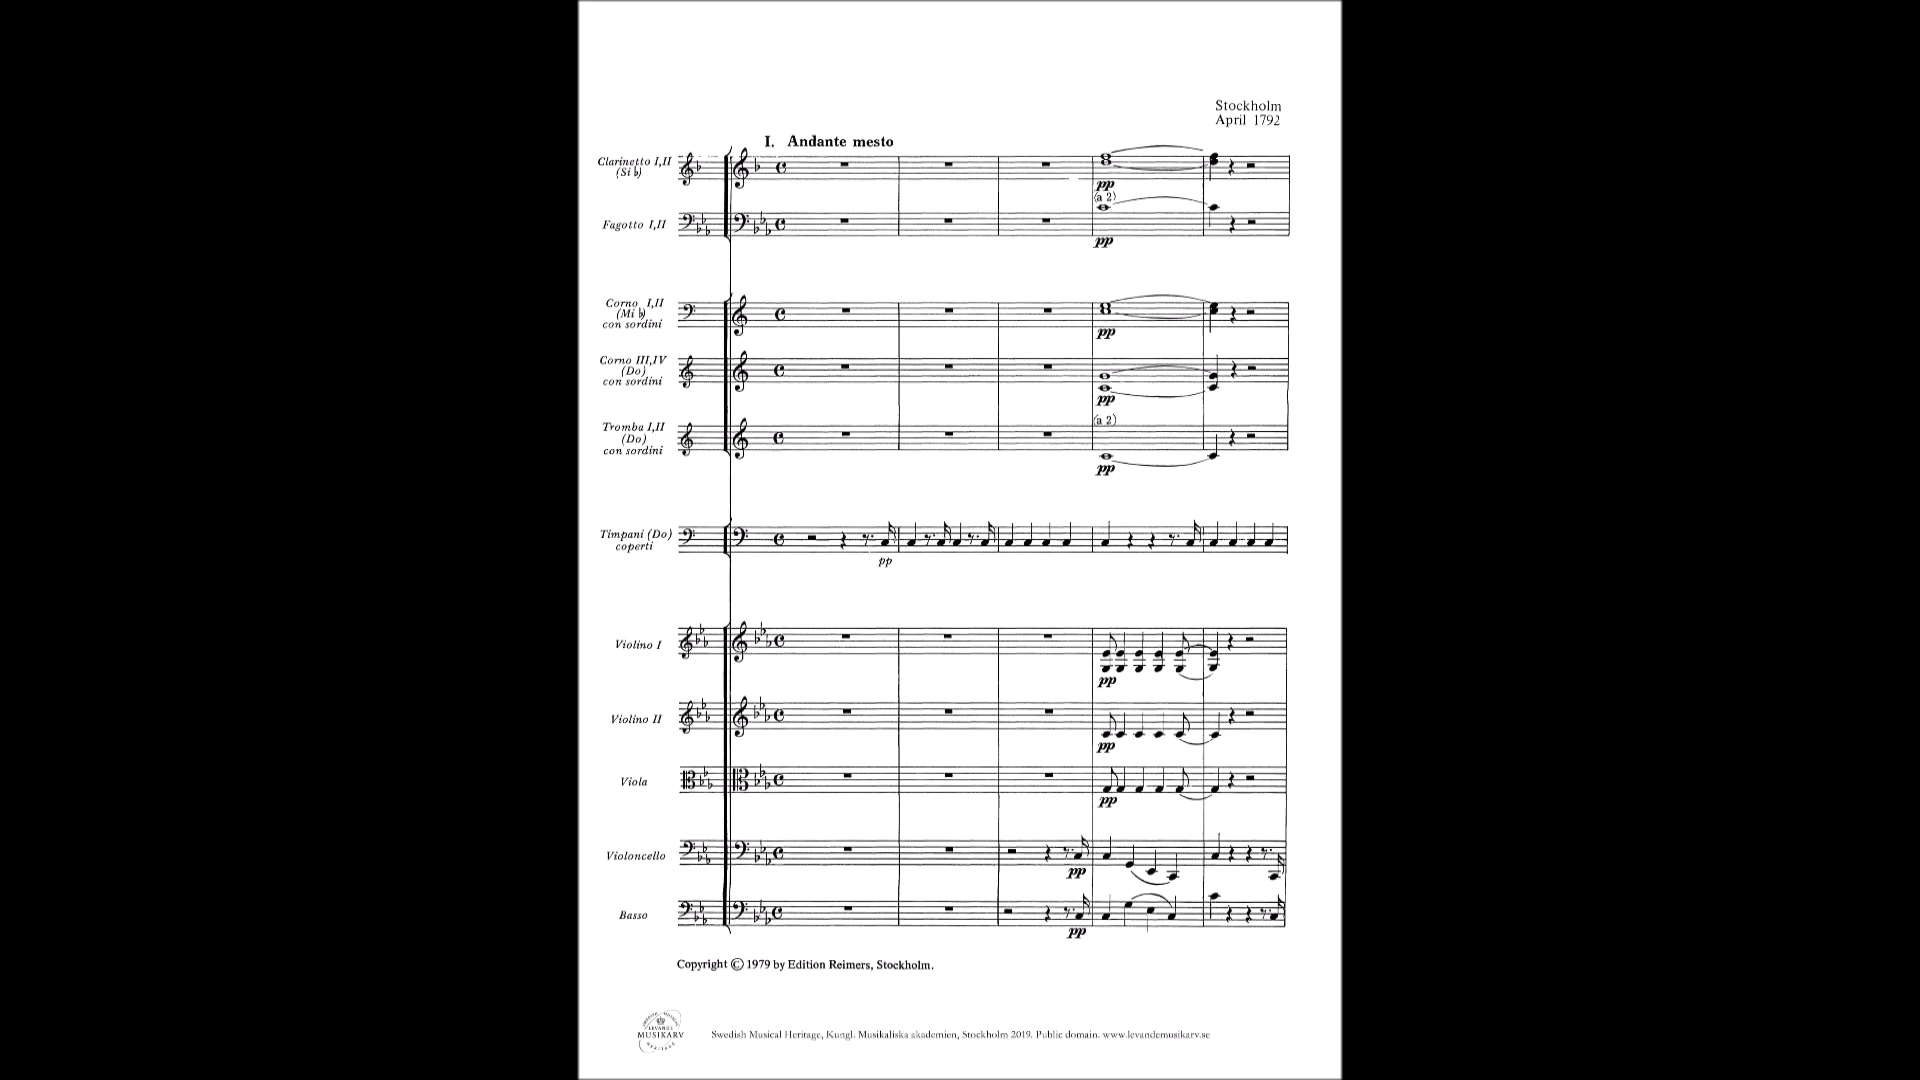 Stockholm
April 1792
I. Andante mesto
Clarinetto I,II
(Si♭)
pp
(a 2)
Fagotto I,II
pp
Corno I,II
(Mi♭)
con sordini
pp
Corno III,IV
(Do)
con sordini
pp
(a 2)
Tromba I,II
(Do)
con sordini
pp
Timpani (Do)
coperti
pp
Violino I
pp
Violino II
pp
Viola
pp
Violoncello
pp
Basso
pp
Copyright © 1979 by Edition Reimers, Stockholm.
LEVANDE
MUSIKARV
HERITAGE
Swedish Musical Heritage, Kungl. Musikaliska akademien, Stockholm 2019. Public domain. www.levandemusikarv.se